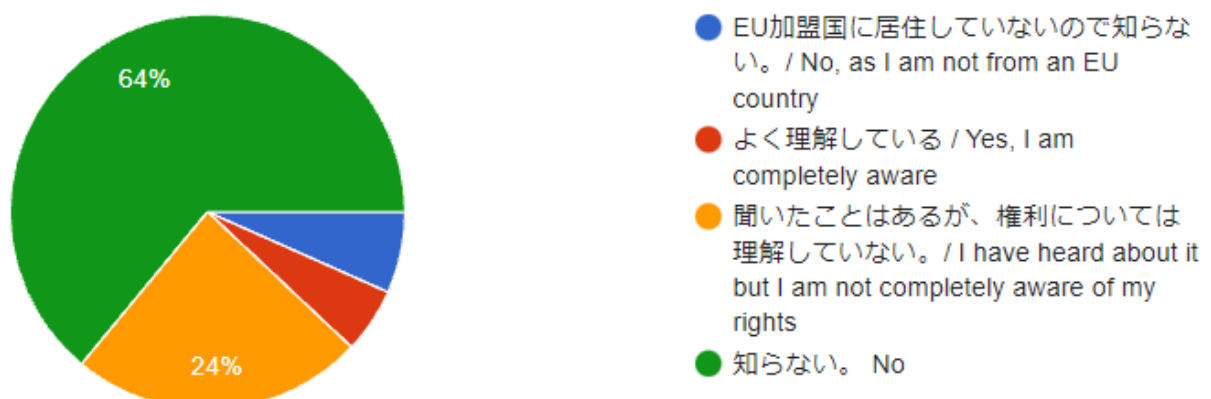 64%
24%
EU加盟国に居住していないので知らな
い。/ No, as I am not from an EU
country
よく理解している / Yes, I am
completely aware
聞いたことはあるが、権利については
理解していない。/ I have heard about it
but I am not completely aware of my
rights
知らない。 No